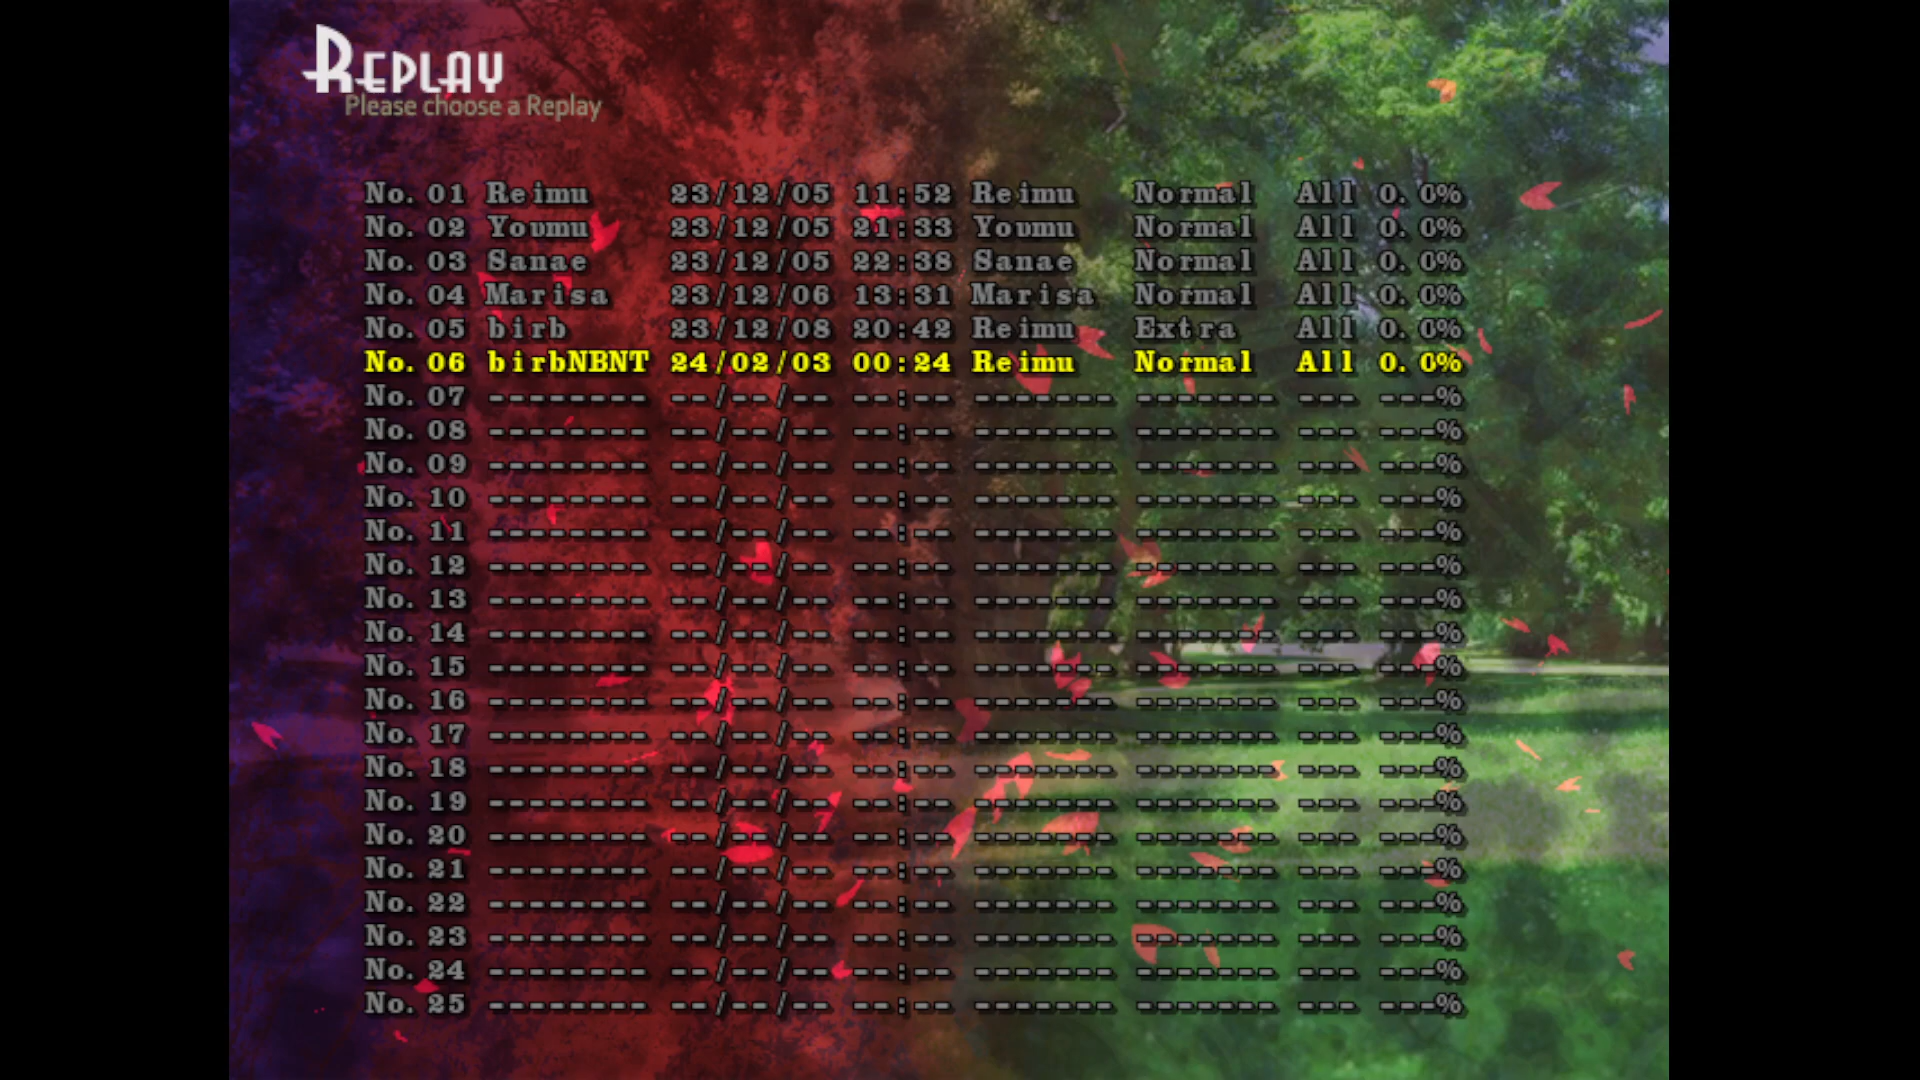 Replay
Please choose a Replay
No. 01 Reimu 23/12/05 11:52 Reimu Normal All 0.0%
No. 02 Youmu 23/12/05 21:33 Youmu Normal All 0.0%
No. 03 Sanae 23/12/05 22:38 Sanae Normal All 0.0%
No. 04 Marisa 23/12/06 13:31 Marisa Normal All 0.0%
No. 05 birb 23/12/08 20:42 Reimu Extra All 0.0%
No. 06 birbNBNT 24/02/03 00:24 Reimu Normal All 0.0%
No. 07 -------- --/--/-- --:-- ------- ------- --- ---%
No. 08 -------- --/--/-- --:-- ------- ------- --- ---%
No. 09 -------- --/--/-- --:-- ------- ------- --- ---%
No. 10 -------- --/--/-- --:-- ------- ------- --- ---%
No. 11 -------- --/--/-- --:-- ------- ------- --- ---%
No. 12 -------- --/--/-- --:-- ------- ------- --- ---%
No. 13 -------- --/--/-- --:-- ------- ------- --- ---%
No. 14 -------- --/--/-- --:-- ------- ------- --- ---%
No. 15 -------- --/--/-- --:-- ------- ------- --- ---%
No. 16 -------- --/--/-- --:-- ------- ------- --- ---%
No. 17 -------- --/--/-- --:-- ------- ------- --- ---%
No. 18 -------- --/--/-- --:-- ------- ------- --- ---%
No. 19 -------- --/--/-- --:-- ------- ------- --- ---%
No. 20 -------- --/--/-- --:-- ------- ------- --- ---%
No. 21 -------- --/--/-- --:-- ------- ------- --- ---%
No. 22 -------- --/--/-- --:-- ------- ------- --- ---%
No. 23 -------- --/--/-- --:-- ------- ------- --- ---%
No. 24 -------- --/--/-- --:-- ------- ------- --- ---%
No. 25 -------- --/--/-- --:-- ------- ------- --- ---%